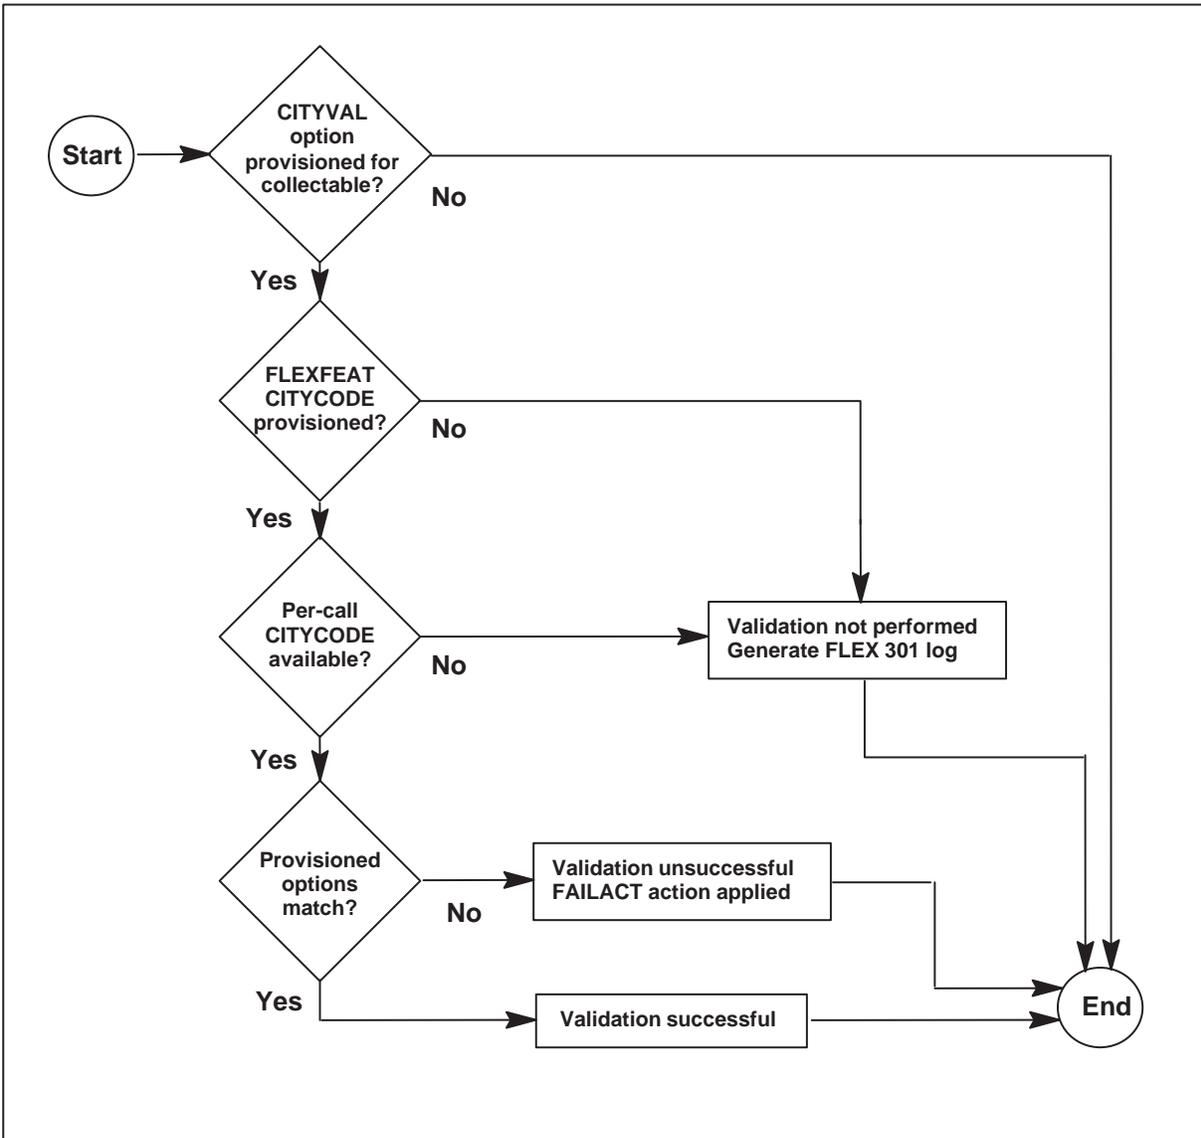 CITYVAL
option
provisioned for
collectable?
Start
No
Yes
FLEXFEAT
CITYCODE
provisioned?
No
Yes
Per-call
CITYCODE
available?
No
Validation not performed
Generate FLEX 301 log
Yes
Provisioned
options
match?
No
Validation unsuccessful
FAILACT action applied
Yes
Validation successful
End